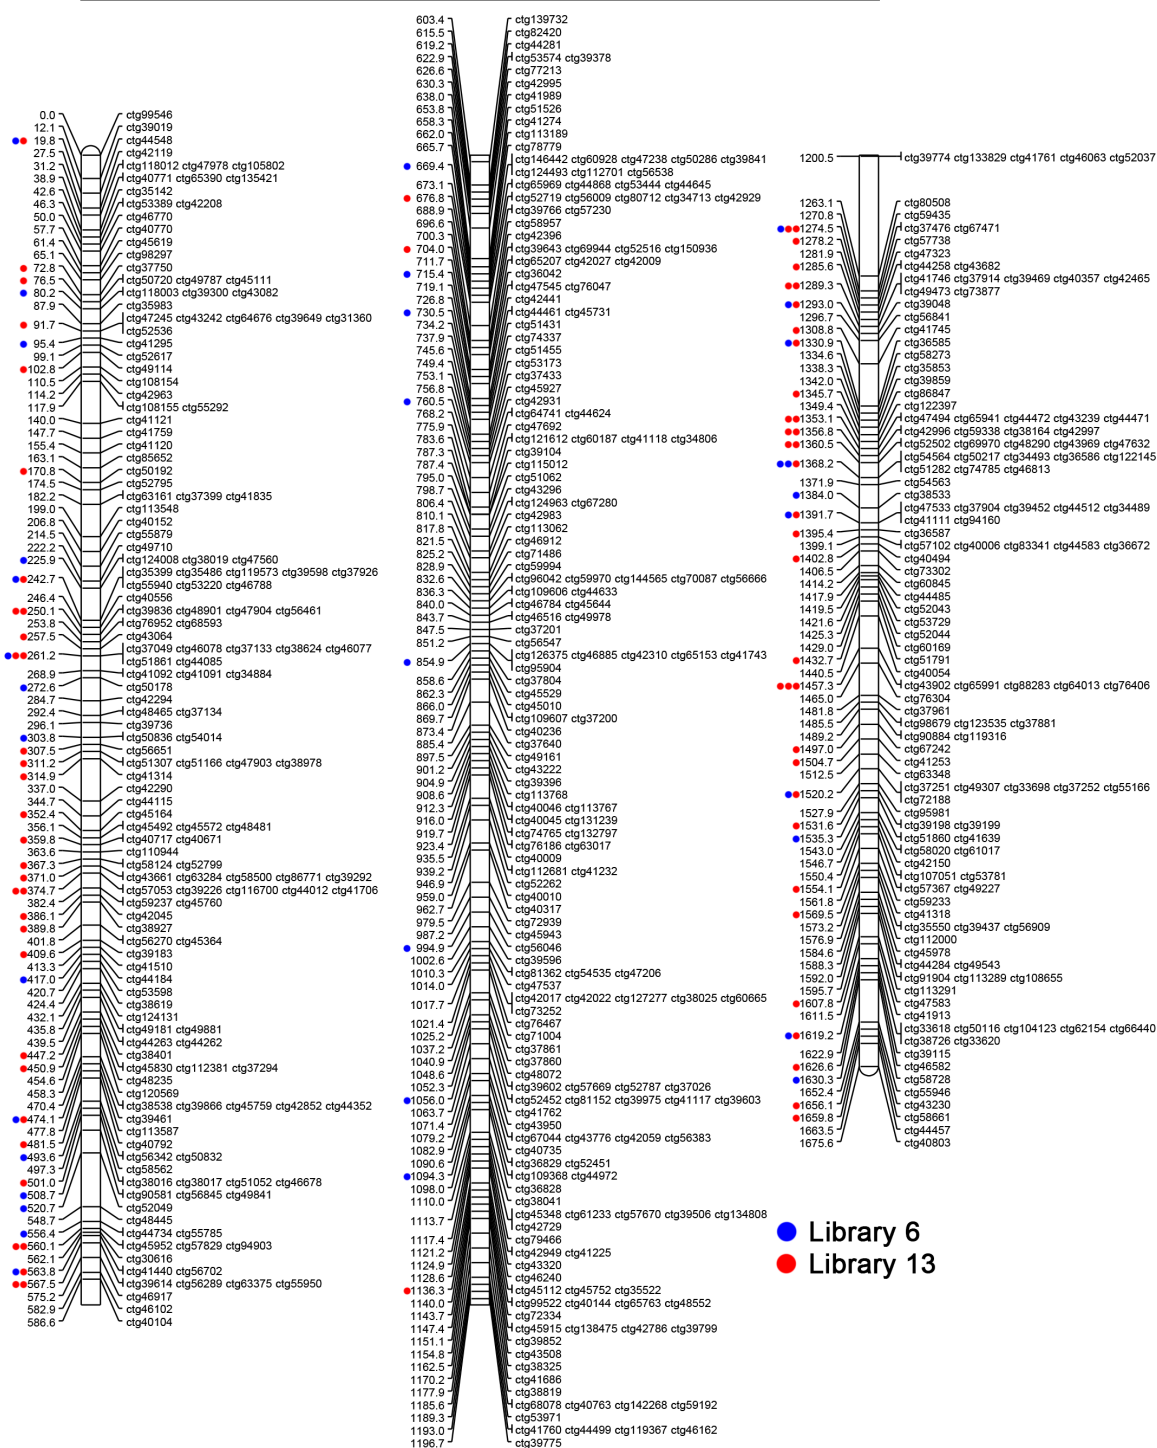 0.0 ctg99546
12.1 ctg39019
19.8 ctg44548
27.5 ctg42119
31.2 ctg118012 ctg47978 ctg105802
38.9 ctg40771 ctg65390 ctg135421
42.6 ctg35142
46.3 ctg53389 ctg42208
50.0 ctg46770
57.7 ctg40770
61.4 ctg45619
65.1 ctg98297
72.8 ctg37750
76.5 ctg50720 ctg49787 ctg45111
80.2 ctg118003 ctg39300 ctg43082
87.9 ctg35983
91.7 ctg47245 ctg43242 ctg64676 ctg39649 ctg31360
ctg52536
95.4 ctg41295
99.1 ctg52617
102.8 ctg49114
110.5 ctg108154
114.2 ctg42963
117.9 ctg108155 ctg55292
140.0 ctg41121
147.7 ctg41759
155.4 ctg41120
163.1 ctg85652
170.8 ctg50192
174.5 ctg52795
182.2 ctg63161 ctg37399 ctg41835
199.0 ctg113548
206.8 ctg40152
214.5 ctg55879
222.2 ctg49710
225.9 ctg124008 ctg38019 ctg47560
242.7 ctg35399 ctg35486 ctg119573 ctg39598 ctg37926
ctg55940 ctg53220 ctg46788
246.4 ctg40556
250.1 ctg39836 ctg48901 ctg47904 ctg56461
253.8 ctg76952 ctg68593
257.5 ctg43064
261.2 ctg37049 ctg46078 ctg37133 ctg38624 ctg46077
ctg51861 ctg44085
268.9 ctg41092 ctg41091 ctg34884
272.6 ctg50178
284.7 ctg42294
292.4 ctg48465 ctg37134
296.1 ctg39736
303.8 ctg50836 ctg54014
307.5 ctg56651
311.2 ctg51307 ctg51166 ctg47903 ctg38978
314.9 ctg41314
337.0 ctg42290
344.7 ctg44115
352.4 ctg45164
356.1 ctg45492 ctg45572 ctg48481
359.8 ctg40717 ctg40671
363.6 ctg110944
367.3 ctg58124 ctg52799
371.0 ctg43661 ctg63284 ctg58500 ctg86771 ctg39292
374.7 ctg57053 ctg39226 ctg116700 ctg44012 ctg41706
382.4 ctg59237 ctg45760
386.1 ctg42045
389.8 ctg38927
401.8 ctg56270 ctg45364
409.6 ctg39183
413.3 ctg41510
417.0 ctg44184
420.7 ctg53598
424.4 ctg38619
432.1 ctg124131
435.8 ctg49181 ctg49881
439.5 ctg44263 ctg44262
447.2 ctg38401
450.9 ctg45830 ctg112381 ctg37294
454.6 ctg48235
458.3 ctg120569
470.4 ctg38538 ctg39866 ctg45759 ctg42852 ctg44352
474.1 ctg39461
477.8 ctg113587
481.5 ctg40792
493.6 ctg56342 ctg50832
497.3 ctg58562
501.0 ctg38016 ctg38017 ctg51052 ctg46678
508.7 ctg90581 ctg56845 ctg49841
520.7 ctg52049
548.7 ctg48445
556.4 ctg44734 ctg55785
560.1 ctg45952 ctg57829 ctg94903
562.1 ctg30616
563.8 ctg41440 ctg56702
567.5 ctg39614 ctg56289 ctg63375 ctg55950
575.2 ctg46917
582.9 ctg46102
586.6 ctg40104
603.4 ctg139732
615.5 ctg82420
619.2 ctg44281
622.9 ctg53574 ctg39378
626.6 ctg77213
630.3 ctg42995
638.0 ctg41989
653.8 ctg51526
658.3 ctg41274
662.0 ctg113189
665.7 ctg78779
669.4 ctg146442 ctg60928 ctg47238 ctg50286 ctg39841
ctg124493 ctg112701 ctg56538
673.1 ctg65969 ctg44868 ctg53444 ctg44645
676.8 ctg52719 ctg56009 ctg80712 ctg34713 ctg42929
688.9 ctg39766 ctg57230
696.6 ctg58957
700.3 ctg42396
704.0 ctg39643 ctg69944 ctg52516 ctg150936
711.7 ctg65207 ctg42027 ctg42009
715.4 ctg36042
719.1 ctg47545 ctg76047
726.8 ctg42441
730.5 ctg44461 ctg45731
734.2 ctg51431
737.9 ctg74337
745.6 ctg51455
749.4 ctg53173
753.1 ctg37433
756.8 ctg45927
760.5 ctg42931
768.2 ctg64741 ctg44624
775.9 ctg47692
783.6 ctg121612 ctg60187 ctg41118 ctg34806
787.3 ctg39104
787.4 ctg115012
795.0 ctg51062
798.7 ctg43296
806.4 ctg124963 ctg67280
810.1 ctg42983
817.8 ctg113062
821.5 ctg46912
825.2 ctg71486
828.9 ctg59994
832.6 ctg96042 ctg59970 ctg144565 ctg70087 ctg56666
836.3 ctg109606 ctg44633
840.0 ctg46784 ctg45644
843.7 ctg46516 ctg49978
847.5 ctg37201
851.2 ctg56547
854.9 ctg126375 ctg46885 ctg42310 ctg65153 ctg41743
ctg95904
858.6 ctg37804
862.3 ctg45529
866.0 ctg45010
869.7 ctg109607 ctg37200
873.4 ctg40236
885.4 ctg37640
897.5 ctg49161
901.2 ctg43222
904.9 ctg39396
908.6 ctg113768
912.3 ctg40046 ctg113767
916.0 ctg40045 ctg131239
919.7 ctg74765 ctg132797
923.4 ctg76186 ctg63017
935.5 ctg40009
939.2 ctg112681 ctg41232
946.9 ctg52262
959.0 ctg40010
962.7 ctg40317
979.5 ctg72939
987.2 ctg45943
994.9 ctg56046
1002.6 ctg39596
1010.3 ctg81362 ctg54535 ctg47206
1014.0 ctg47537
1017.7 ctg42017 ctg42022 ctg127277 ctg38025 ctg60665
ctg73252
1021.4 ctg76467
1025.2 ctg71004
1037.2 ctg37861
1040.9 ctg37860
1048.6 ctg48072
1052.3 ctg39602 ctg57669 ctg52787 ctg37026
1056.0 ctg52452 ctg81152 ctg39975 ctg41117 ctg39603
1063.7 ctg41762
1071.4 ctg43950
1079.2 ctg67044 ctg43776 ctg42059 ctg56383
1082.9 ctg40735
1090.6 ctg36829 ctg52451
1094.3 ctg109368 ctg44972
1098.0 ctg36828
1110.0 ctg38041
1113.7 ctg45348 ctg61233 ctg57670 ctg39506 ctg134808
ctg42729
1117.4 ctg79466
1121.2 ctg42949 ctg41225
1124.9 ctg43320
1128.6 ctg46240
1136.3 ctg45112 ctg45752 ctg35522
1140.0 ctg99522 ctg40144 ctg65763 ctg48552
1143.7 ctg72334
1147.4 ctg45915 ctg138475 ctg42786 ctg39799
1151.1 ctg39852
1154.8 ctg43508
1162.5 ctg38325
1170.2 ctg41686
1177.9 ctg38819
1185.6 ctg68078 ctg40763 ctg142268 ctg59192
1189.3 ctg53971
1193.0 ctg41760 ctg44499 ctg119367 ctg46162
1196.7 ctg39775
1200.5 ctg39774 ctg133829 ctg41761 ctg46063 ctg52037
1263.1 ctg80508
1270.8 ctg59435
1274.5 ctg37476 ctg67471
1278.2 ctg57738
1281.9 ctg47323
1285.6 ctg44258 ctg43682
1289.3 ctg41746 ctg37914 ctg39469 ctg40357 ctg42465
ctg49473 ctg73877
1293.0 ctg39048
1296.7 ctg56841
1308.8 ctg41745
1330.9 ctg36585
1334.6 ctg58273
1338.3 ctg35853
1342.0 ctg39859
1345.7 ctg86847
1349.4 ctg122397
1353.1 ctg47494 ctg65941 ctg44472 ctg43239 ctg44471
1356.8 ctg42996 ctg59338 ctg38164 ctg42997
1360.5 ctg52502 ctg69970 ctg48290 ctg43969 ctg47632
1368.2 ctg54564 ctg50217 ctg34493 ctg36586 ctg122145
ctg51282 ctg74785 ctg46813
1371.9 ctg54563
1384.0 ctg38533
1391.7 ctg47533 ctg37904 ctg39452 ctg44512 ctg34489
ctg41111 ctg94160
1395.4 ctg36587
1399.1 ctg57102 ctg40006 ctg83341 ctg44583 ctg36672
1402.8 ctg40494
1406.5 ctg73302
1414.2 ctg60845
1417.9 ctg44485
1419.5 ctg52043
1421.6 ctg53729
1425.3 ctg52044
1429.0 ctg60169
1432.7 ctg51791
1440.5 ctg40054
1457.3 ctg43902 ctg65991 ctg88283 ctg64013 ctg76406
1465.0 ctg76304
1481.8 ctg37961
1485.5 ctg98679 ctg123535 ctg37881
1489.2 ctg90884 ctg119316
1497.0 ctg67242
1504.7 ctg41253
1512.5 ctg63348
1520.2 ctg37251 ctg49307 ctg33698 ctg37252 ctg55166
ctg72188
1527.9 ctg95981
1531.6 ctg39198 ctg39199
1535.3 ctg51860 ctg41639
1543.0 ctg58020 ctg61017
1546.7 ctg42150
1550.4 ctg107051 ctg53781
1554.1 ctg57367 ctg49227
1561.8 ctg59233
1569.5 ctg41318
1573.2 ctg35550 ctg39437 ctg56909
1576.9 ctg112000
1584.6 ctg45978
1588.3 ctg44284 ctg49543
1592.0 ctg91904 ctg113289 ctg108655
1595.7 ctg113291
1607.8 ctg47583
1611.5 ctg41913
1619.2 ctg33618 ctg50116 ctg104123 ctg62154 ctg66440
ctg38726 ctg33620
1622.9 ctg39115
1626.6 ctg46582
1630.3 ctg58728
1652.4 ctg55946
1656.1 ctg43230
1659.8 ctg58661
1663.5 ctg44457
1675.6 ctg40803
Library 6
Library 13